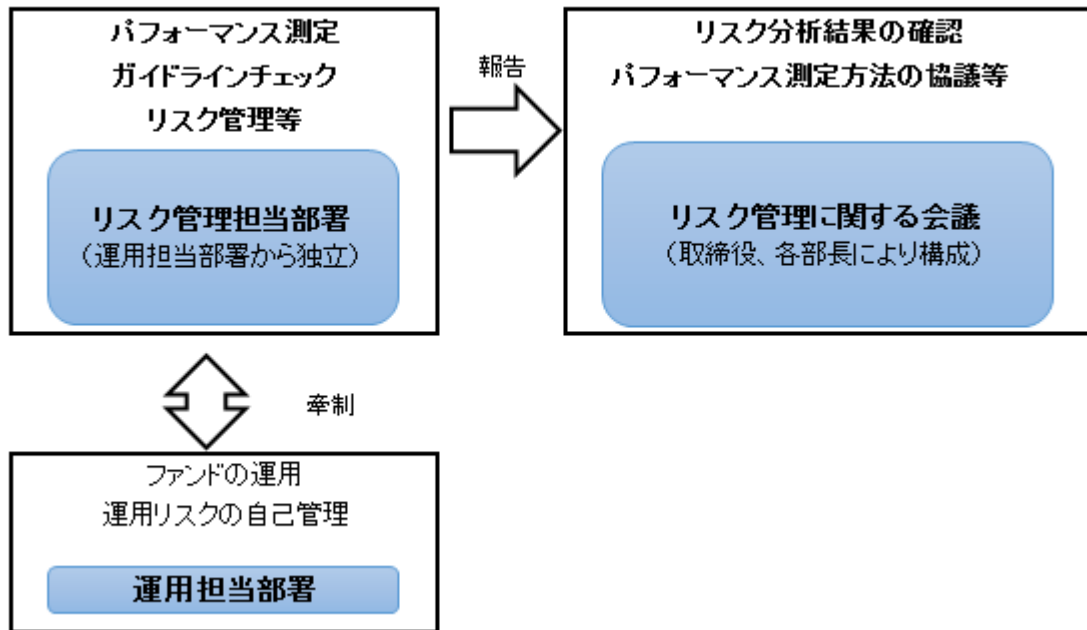 パフォーマンス測定
ガイドラインチェック
リスク管理等
リスク管理担当部署
（運用担当部署から独立）
報告
リスク分析結果の確認
パフォーマンス測定方法の協議等
リスク管理に関する会議
（取締役、各部長により構成）
牽制
ファンドの運用
運用リスクの自己管理
運用担当部署